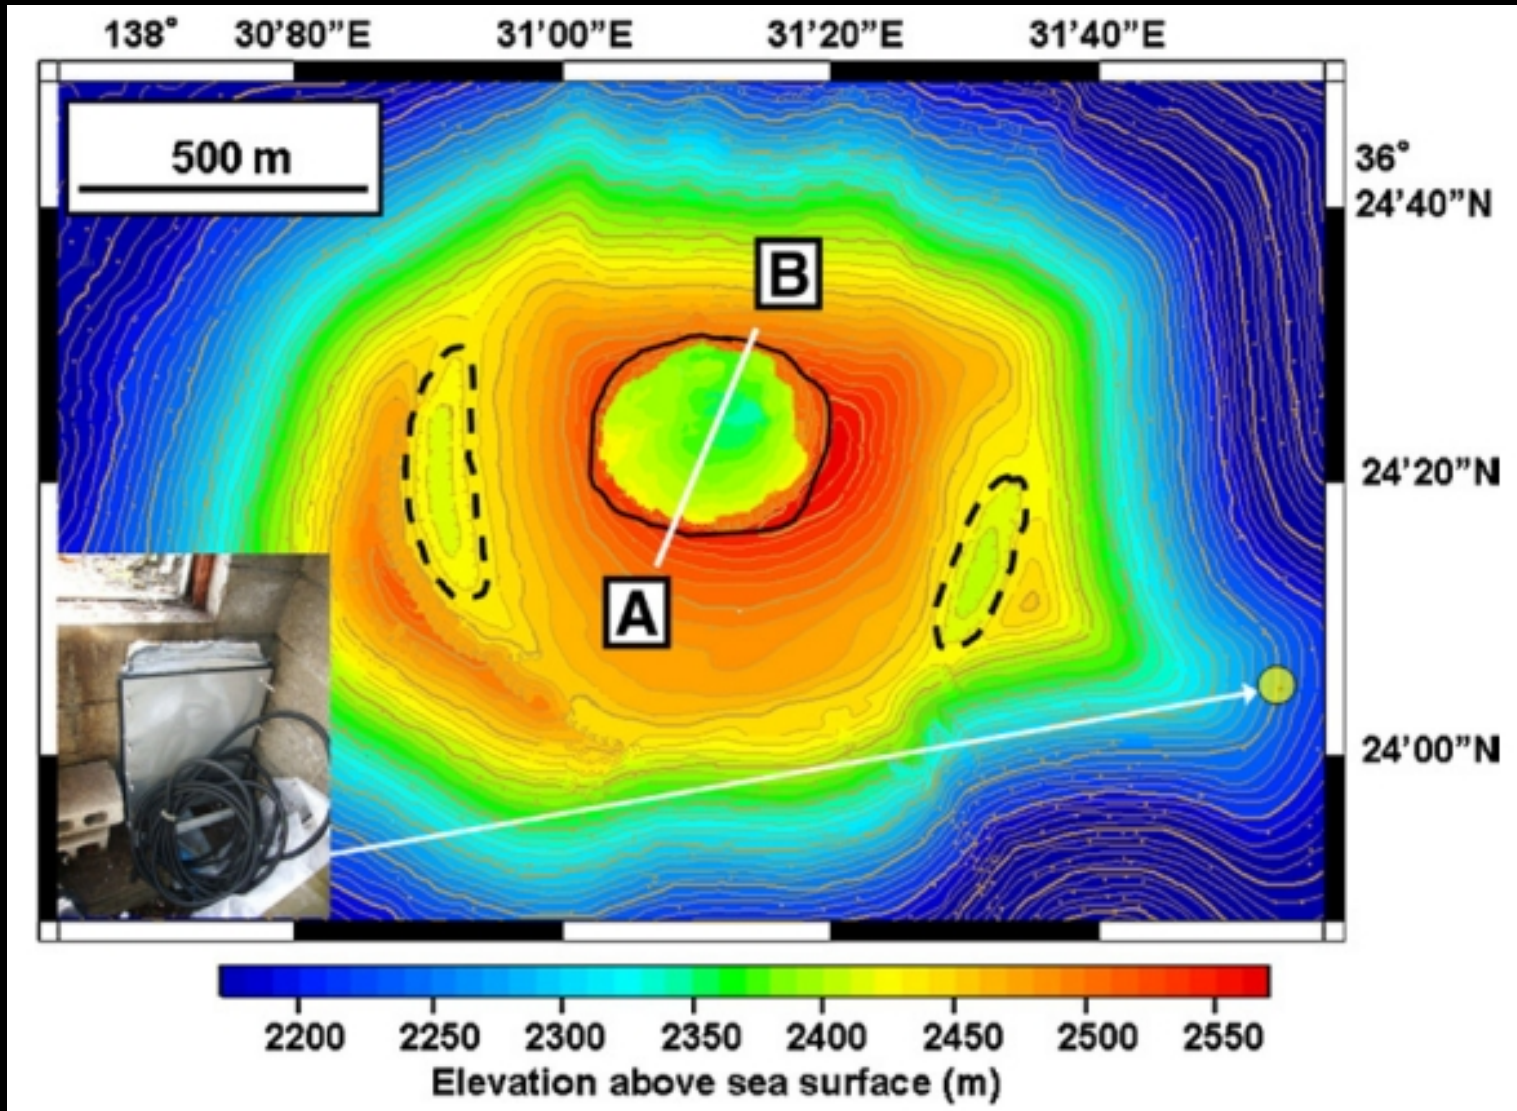 138° 30'80"E 31'00"E 31'20"E 31'40"E
500 m
36°
24'40"N
B
24'20"N
A
24'00"N
2200 2250 2300 2350 2400 2450 2500 2550
Elevation above sea surface (m)